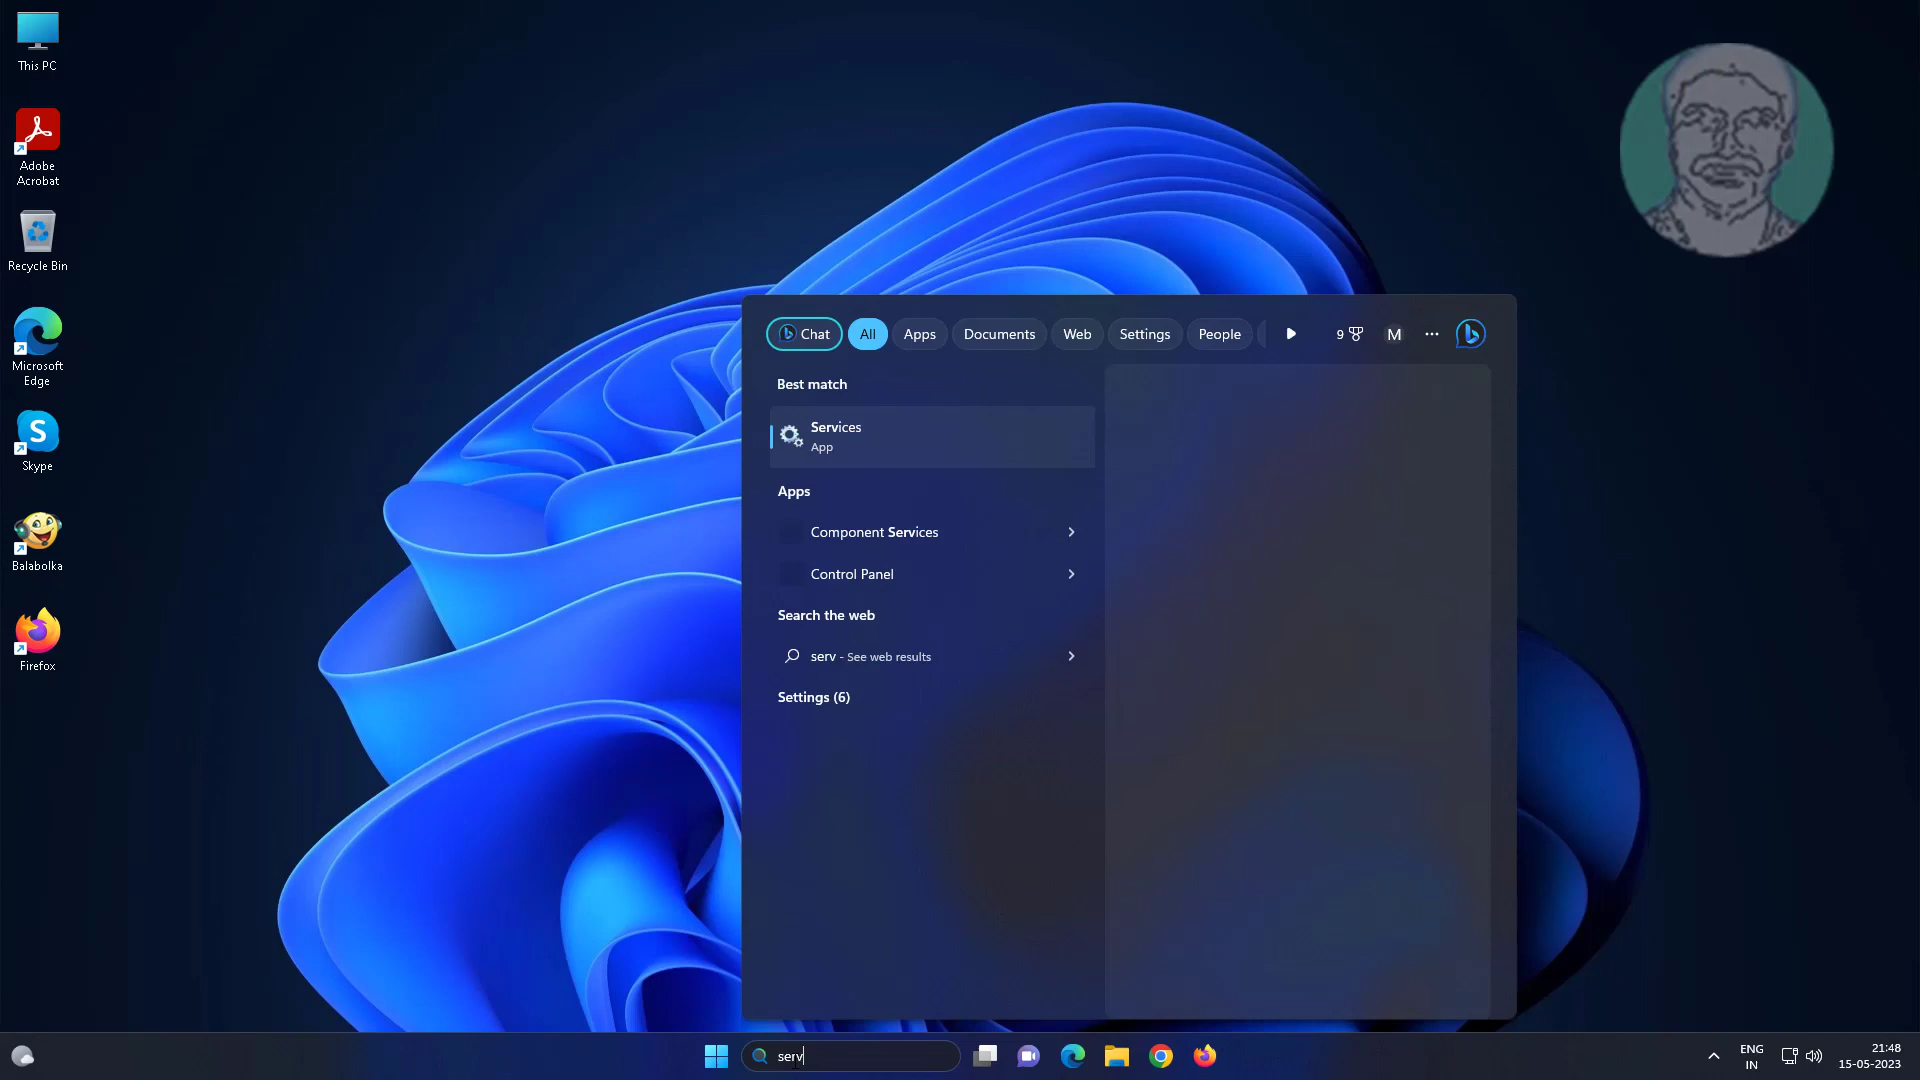 This PC
Adobe
Acrobat
Recycle Bin
Microsoft
Edge
S
Skype
Balabolka
Firefox
Chat
All
Apps
Documents
Web
Settings
People
9
M
Best match
Services
App
Apps
Component Services
Control Panel
Search the web
serv - See web results
Settings (6)
serv
ENG
IN
21:48
15-05-2023